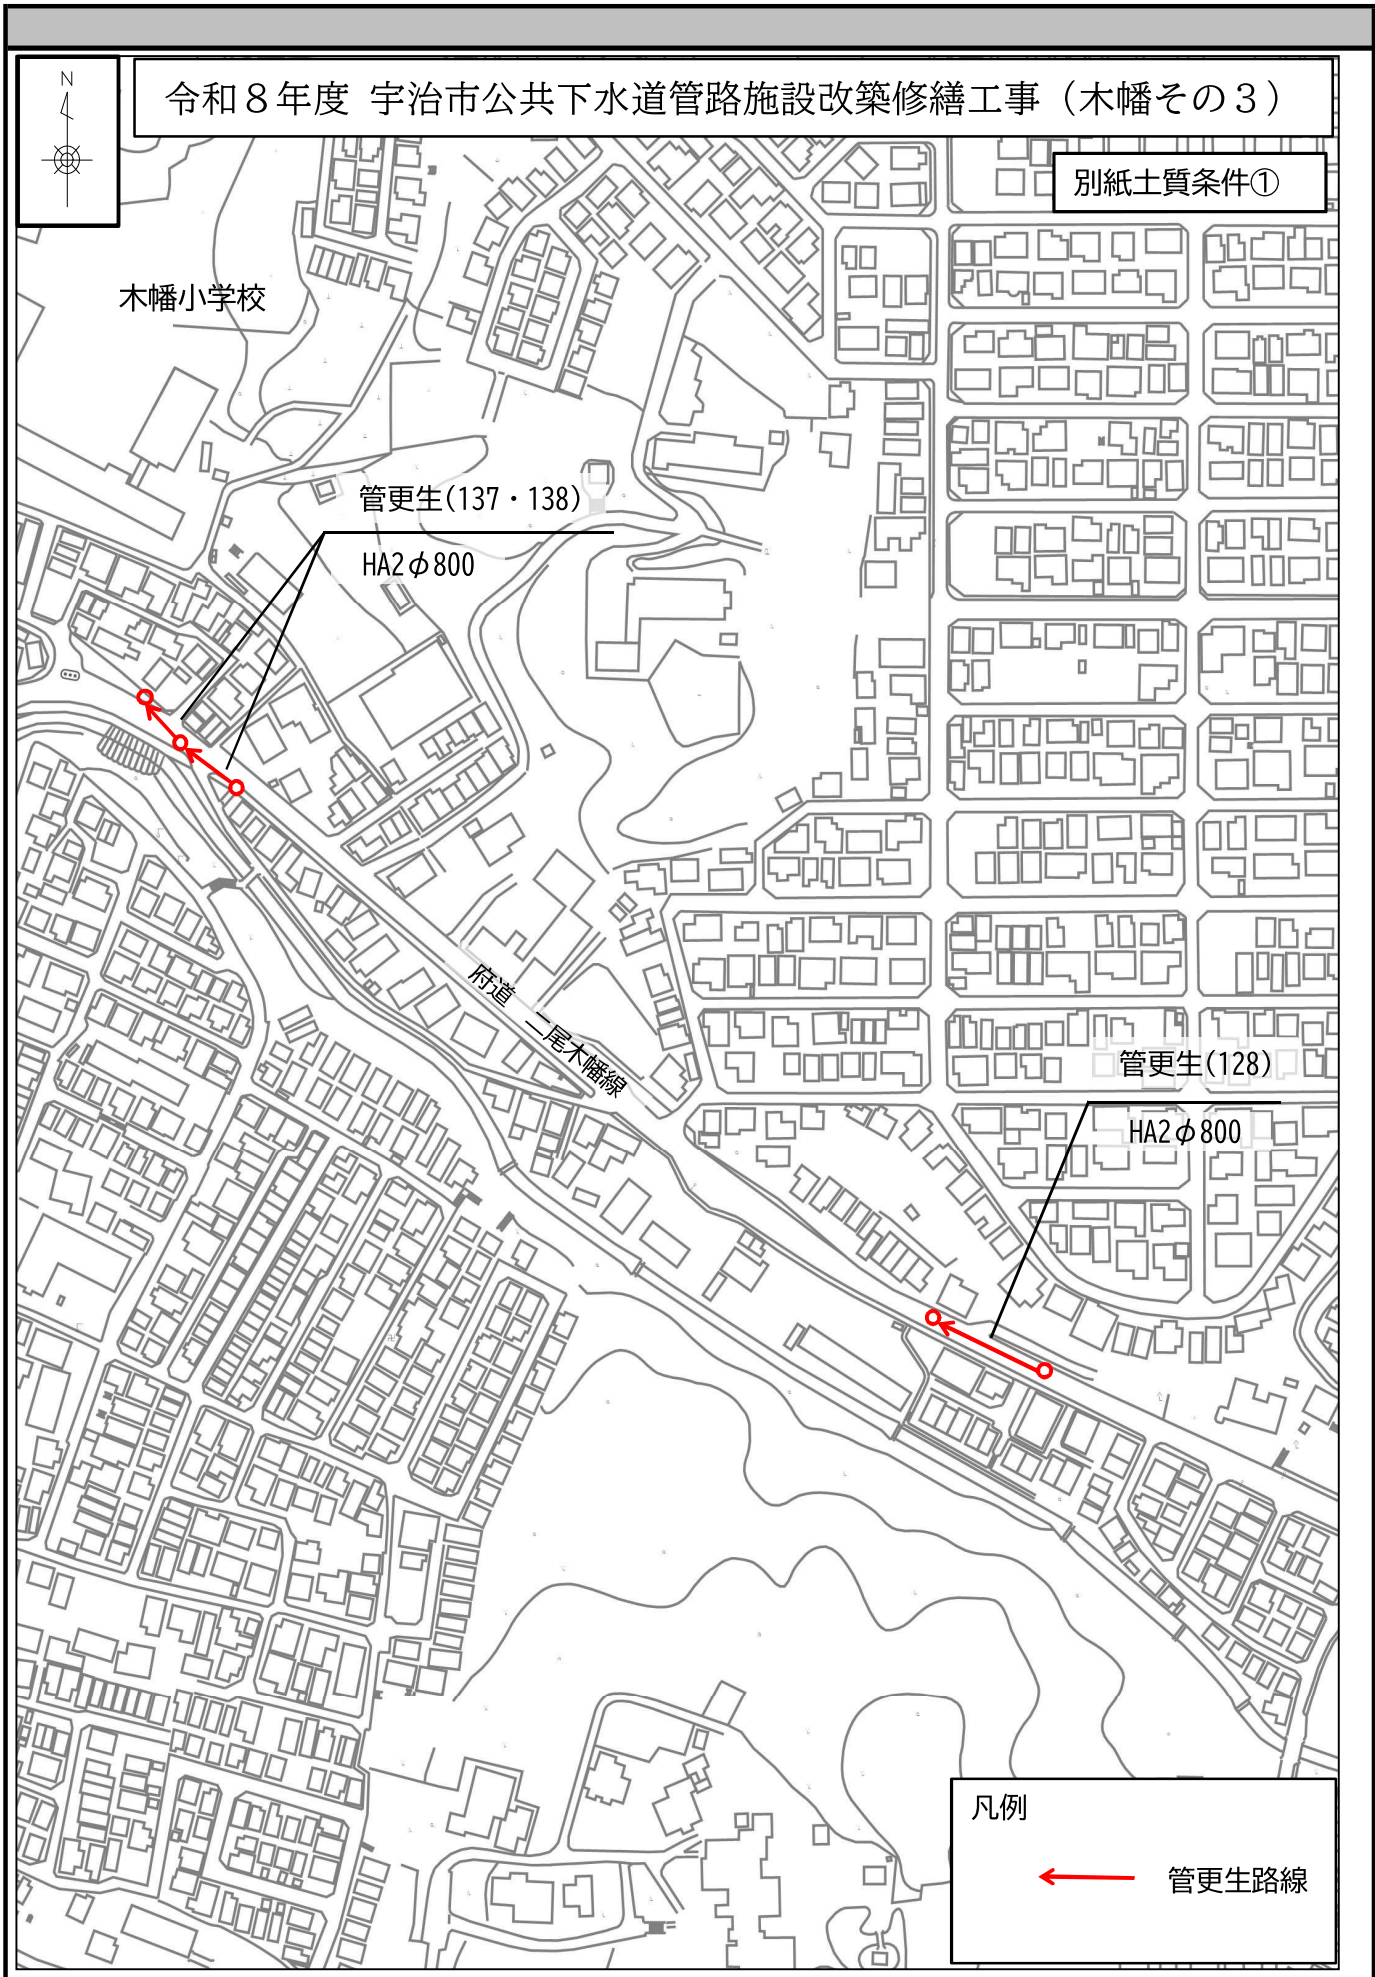 N
令和８年度 宇治市公共下水道管路施設改築修繕工事（木幡その３）
別紙土質条件①
木幡小学校
管更生(137・138)
HA2φ800
府道 二尾木幡線
管更生(128)
HA2φ800
凡例
管更生路線